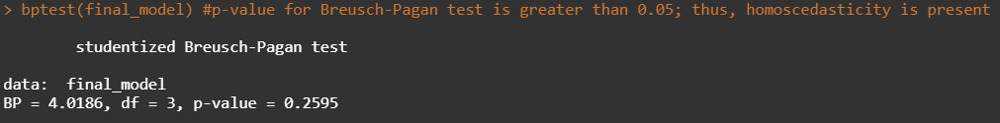 > bptest(final_model) #p-value for Breusch-Pagan test is greater than 0.05; thus, homoscedasticity is present
studentized Breusch-Pagan test
data:  final_model
BP = 4.0186, df = 3, p-value = 0.2595